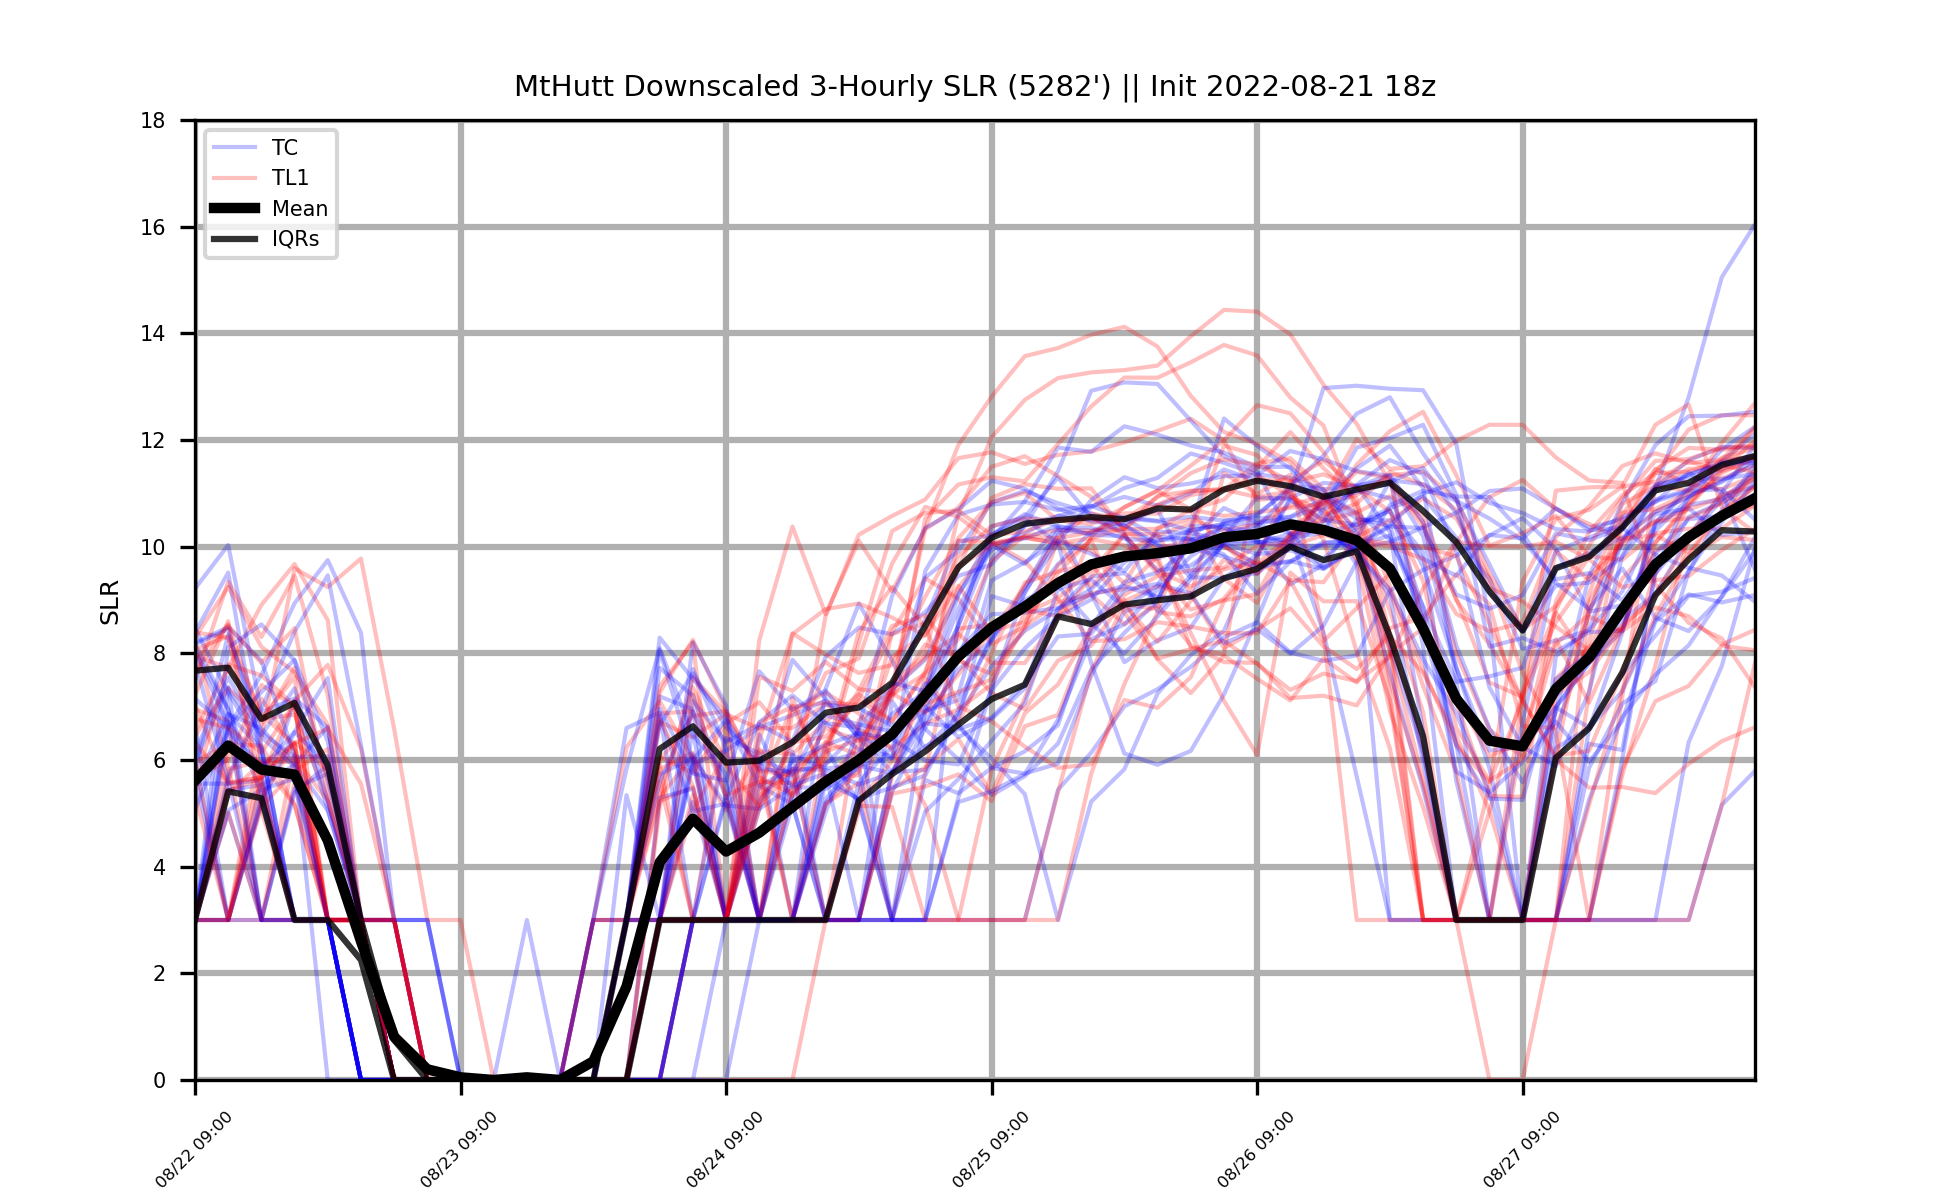 MtHutt Downscaled 3-Hourly SLR (5282') || Init 2022-08-21 18z
18
16
14
12
10
8
6
4
2
0
SLR
TC
TL1
Mean
IQRs
08/22 09:00
08/23 09:00
08/24 09:00
08/25 09:00
08/26 09:00
08/27 09:00